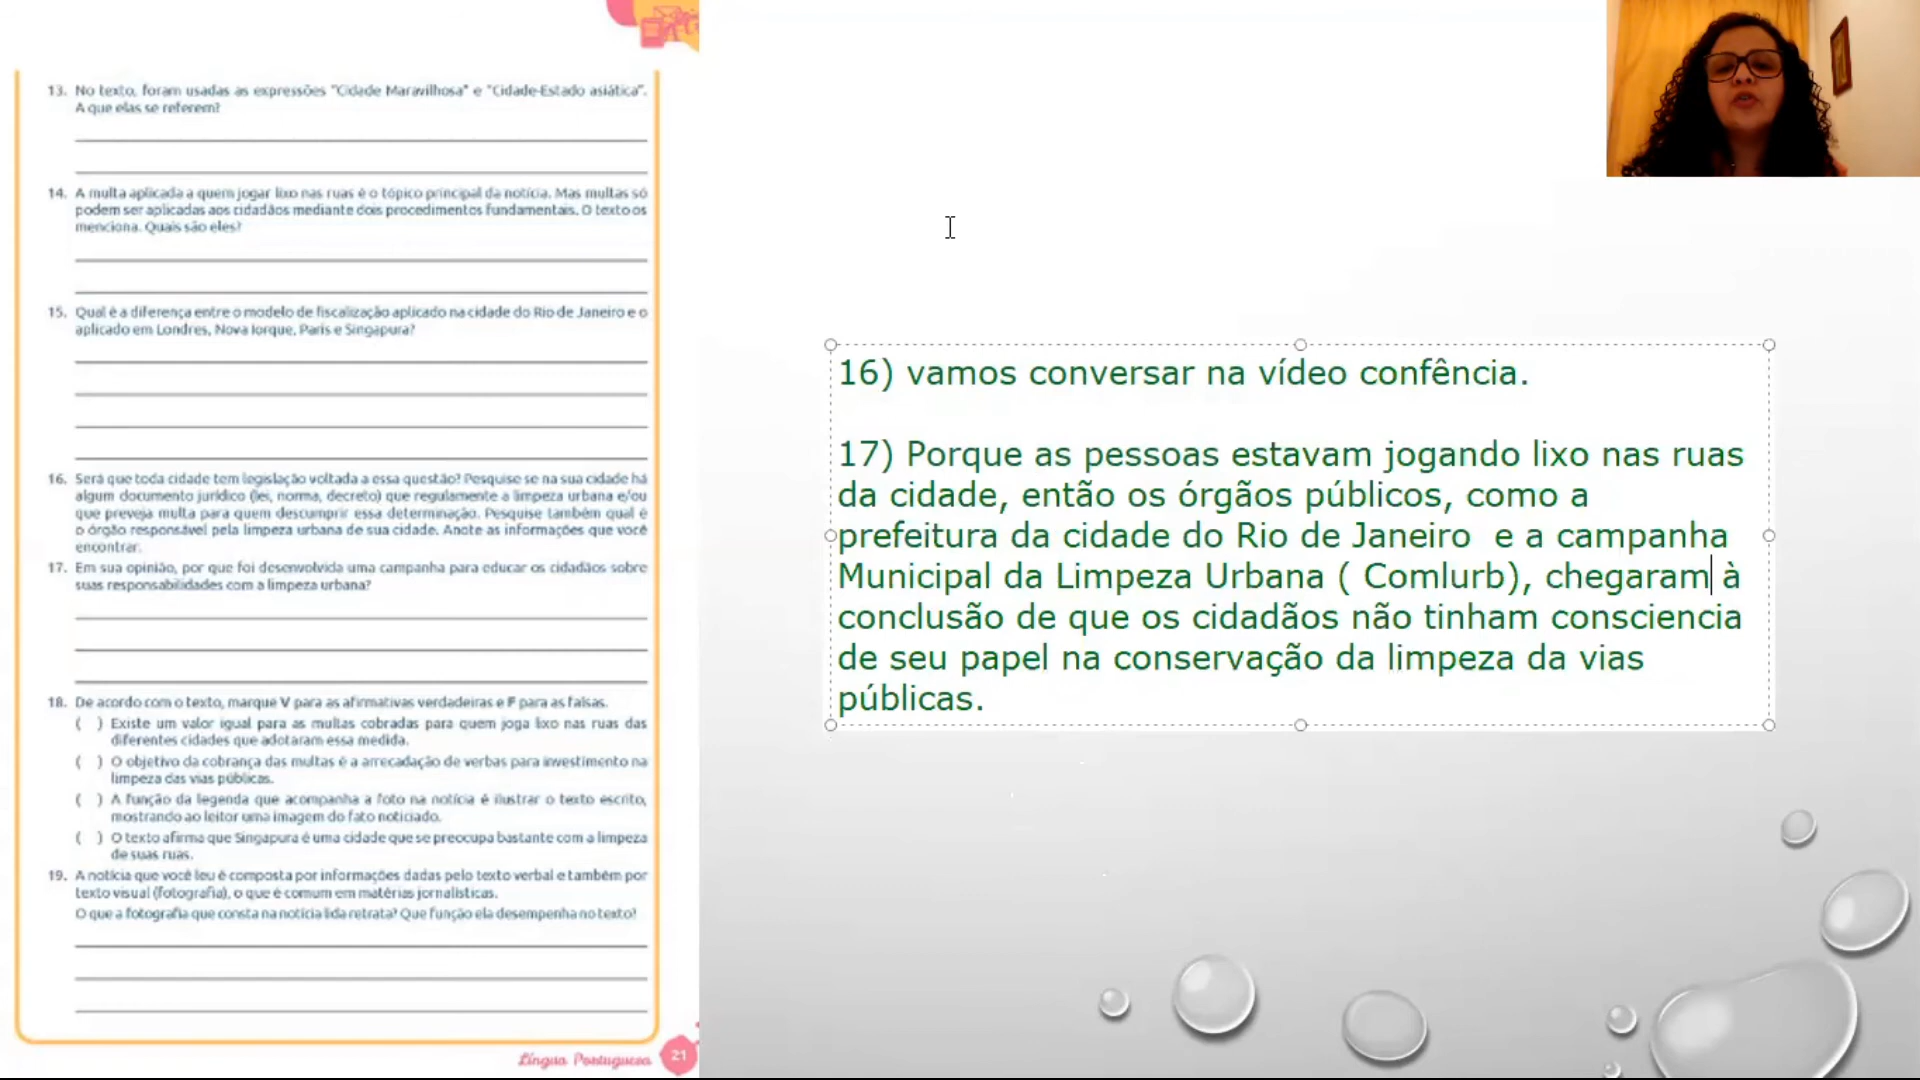 13. No texto, foram usadas as expressões "Cidade Maravilhosa" e "Cidade-Estado asiática".
A que elas se referem?
14. A multa aplicada a quem jogar lixo nas ruas é o tópico principal da notícia. Mas multas só
podem ser aplicadas aos cidadãos mediante dois procedimentos fundamentais. O texto os
menciona. Quais são eles?
15. Qual é a diferença entre o modelo de fiscalização aplicado na cidade do Rio de Janeiro e o
aplicado em Londres, Nova Iorque, Paris e Singapura?
16. Será que toda cidade tem legislação voltada a essa questão? Pesquise se na sua cidade há
algum documento jurídico (lei, norma, decreto) que regulamente a limpeza urbana e/ou
que preveja multa para quem descumprir essa determinação. Pesquise também qual é
o órgão responsável pela limpeza urbana de sua cidade. Anote as informações que você
encontrar.
17. Em sua opinião, por que foi desenvolvida uma campanha para educar os cidadãos sobre
suas responsabilidades com a limpeza urbana?
18. De acordo com o texto, marque V para as afirmativas verdadeiras e F para as falsas.
( ) Existe um valor igual para as multas cobradas para quem joga lixo nas ruas das
diferentes cidades que adotaram essa medida.
( ) O objetivo da cobrança das multas é a arrecadação de verbas para investimento na
limpeza das vias públicas.
( ) A função da legenda que acompanha a foto na notícia é ilustrar o texto escrito,
mostrando ao leitor uma imagem do fato noticiado.
( ) O texto afirma que Singapura é uma cidade que se preocupa bastante com a limpeza
de suas ruas.
19. A notícia que você leu é composta por informações dadas pelo texto verbal e também por
texto visual (fotografia), o que é comum em matérias jornalísticas.
O que a fotografia que consta na notícia lida retrata? Que função ela desempenha no texto?
Língua Portuguesa 21
16) vamos conversar na vídeo confência.
17) Porque as pessoas estavam jogando lixo nas ruas
da cidade, então os órgãos públicos, como a
prefeitura da cidade do Rio de Janeiro e a campanha
Municipal da Limpeza Urbana ( Comlurb), chegaram à
conclusão de que os cidadãos não tinham consciencia
de seu papel na conservação da limpeza da vias
públicas.